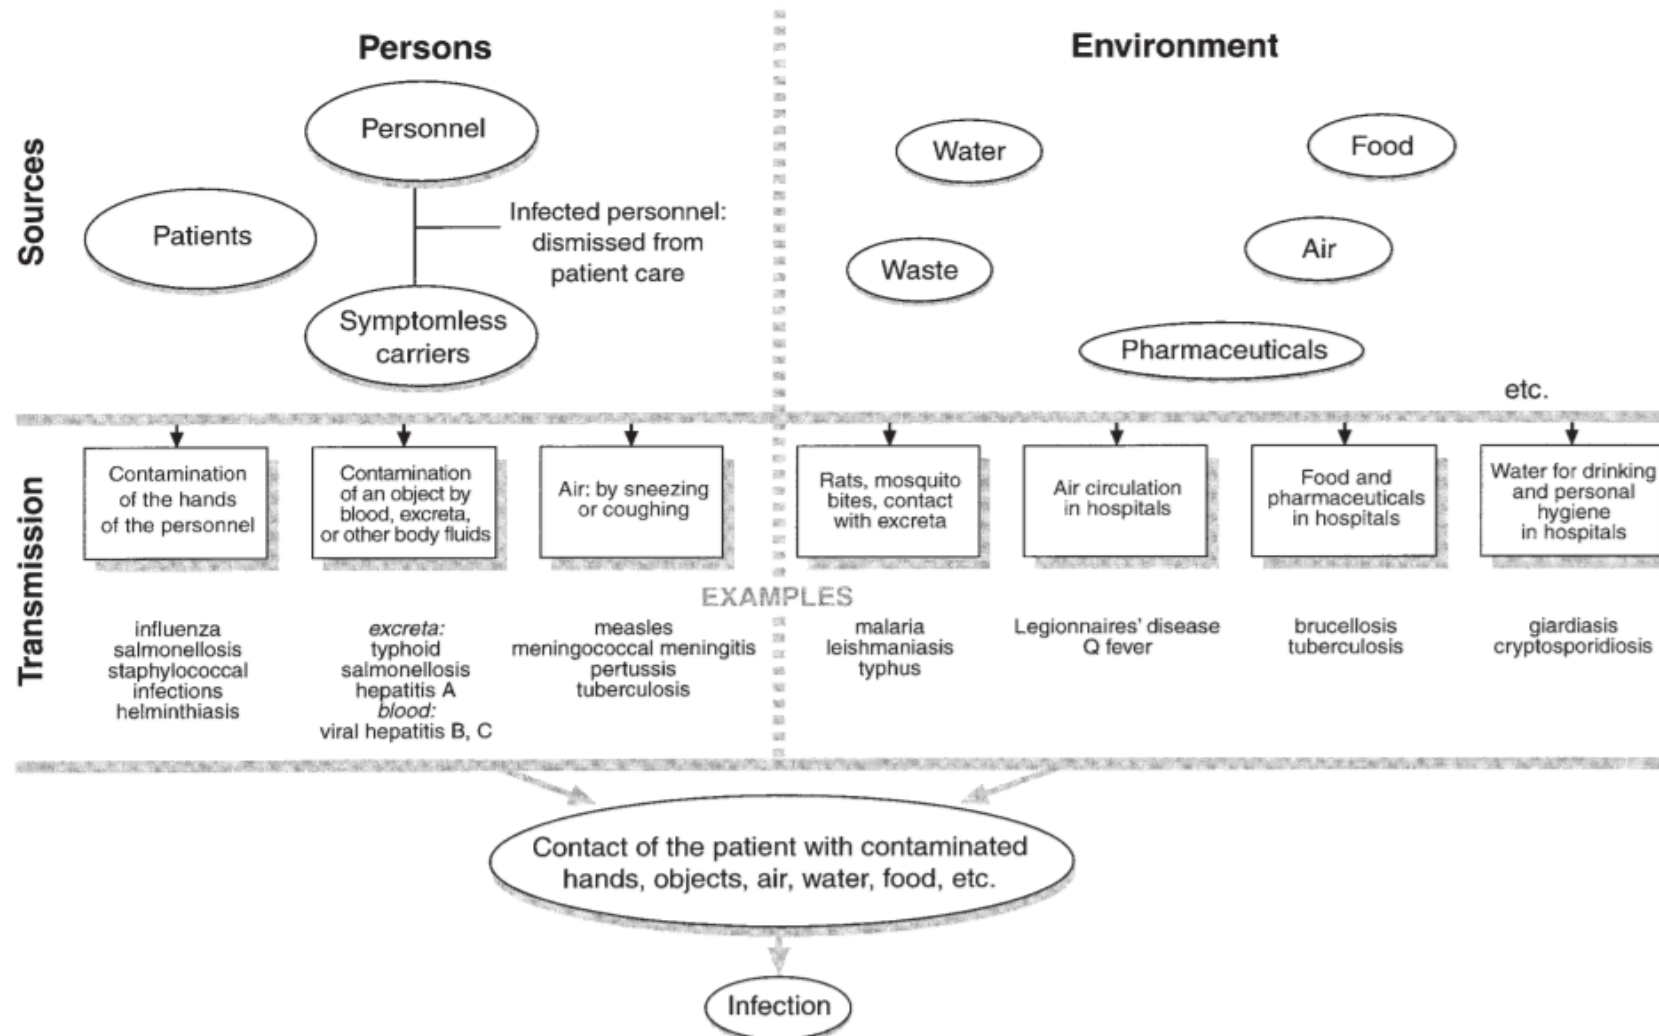 Persons
Environment
Sources
Personnel
Patients
Infected personnel:
dismissed from
patient care
Symptomless
carriers
Water
Food
Waste
Air
Pharmaceuticals
etc.
Transmission
Contamination
of the hands
of the personnel
Contamination
of an object by
blood, excreta,
or other body fluids
Air: by sneezing
or coughing
Rats, mosquito
bites, contact
with excreta
Air circulation
in hospitals
Food and
pharmaceuticals
in hospitals
Water for drinking
and personal
hygiene
in hospitals
EXAMPLES
influenza
salmonellosis
staphylococcal
infections
helminthiasis
excreta:
typhoid
salmonellosis
hepatitis A
blood:
viral hepatitis B, C
measles
meningococcal meningitis
pertussis
tuberculosis
malaria
leishmaniasis
typhus
Legionnaires' disease
Q fever
brucellosis
tuberculosis
giardiasis
cryptosporidiosis
Contact of the patient with contaminated
hands, objects, air, water, food, etc.
Infection